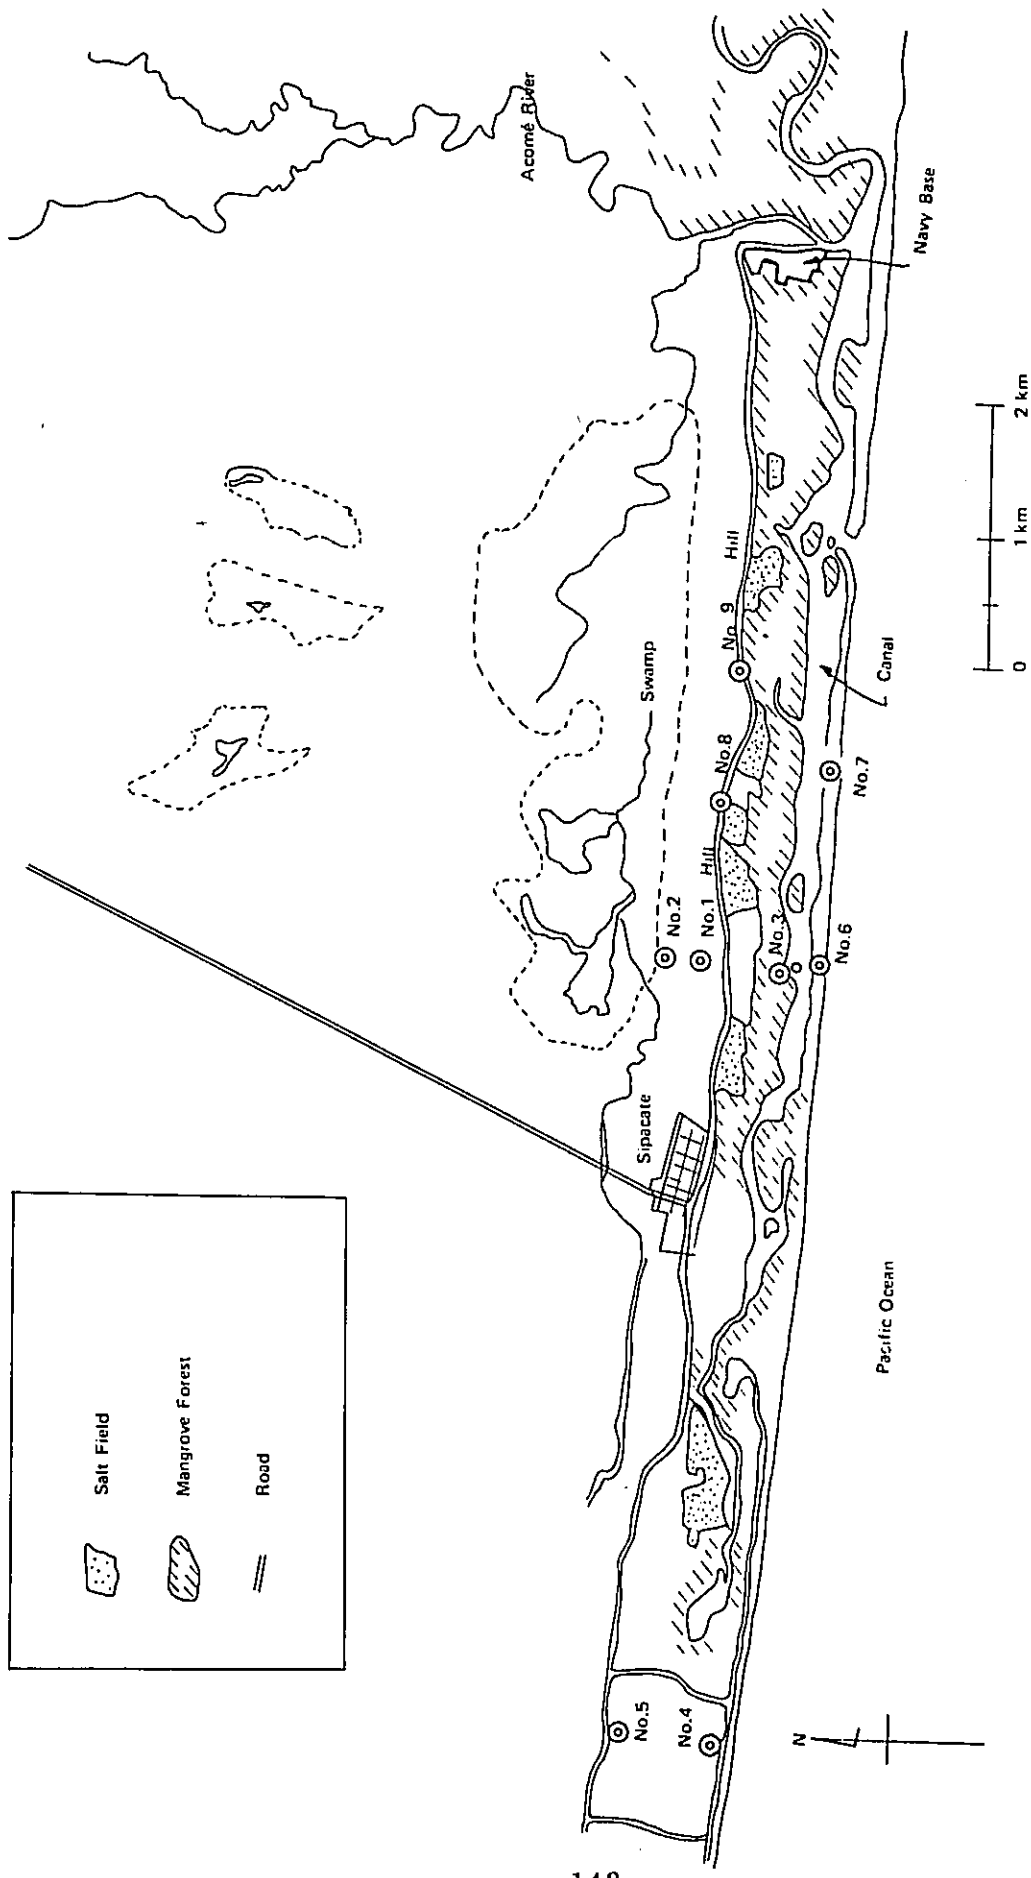 Salt Field
Mangrove Forest
Road
Acomé River
Navy Base
Swamp
Sipacate
Hill
Hill
No. 9
No.8
No.2
No.1
No.3
No.6
No.7
Canal
No.5
No.4
Pacific Ocean
N
0
1 km
2 km